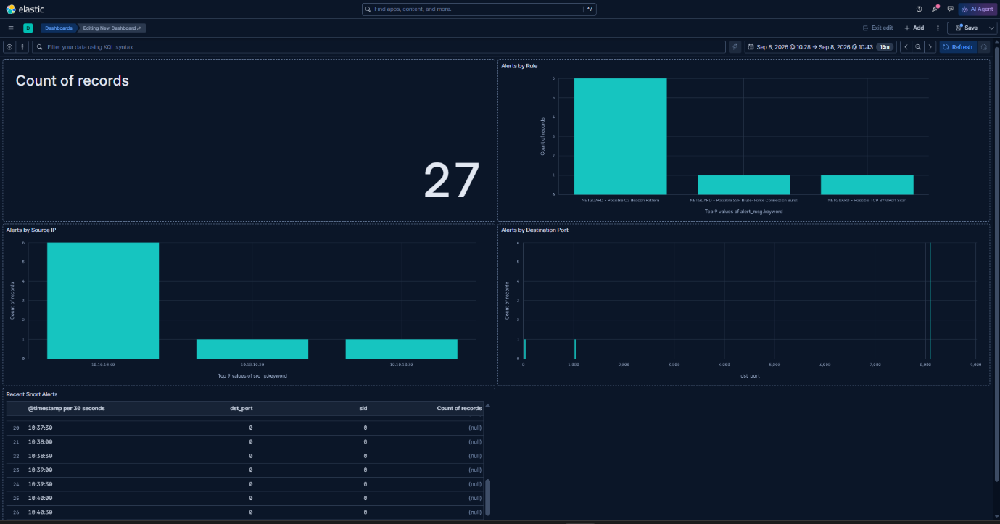 elastic
Find apps, content, and more.
^/
AI Agent
D
Dashboards
Editing New Dashboard
Exit edit
Add
Save
Filter your data using KQL syntax
Sep 8, 2026 @ 10:28 → Sep 8, 2026 @ 10:43
15m
Refresh
Count of records
27
Alerts by Rule
Count of records
6
5
4
3
2
1
0
NETGUARD - Possible C2 Beacon Pattern
NETGUARD - Possible SSH Brute-Force Connection Burst
NETGUARD - Possible TCP SYN Port Scan
Top 9 values of alert_msg.keyword
Alerts by Source IP
Count of records
6
5
4
3
2
1
0
10.10.10.40
10.10.10.20
10.10.10.30
Top 9 values of src_ip.keyword
Alerts by Destination Port
Count of records
6
5
4
3
2
1
0
0
1,000
2,000
3,000
4,000
5,000
6,000
7,000
8,000
9,000
dst_port
Recent Snort Alerts
@timestamp per 30 seconds dst_port sid Count of records
20 10:37:30 0 0 (null)
21 10:38:00 0 0 (null)
22 10:38:30 0 0 (null)
23 10:39:00 0 0 (null)
24 10:39:30 0 0 (null)
25 10:40:00 0 0 (null)
26 10:40:30 0 0 (null)